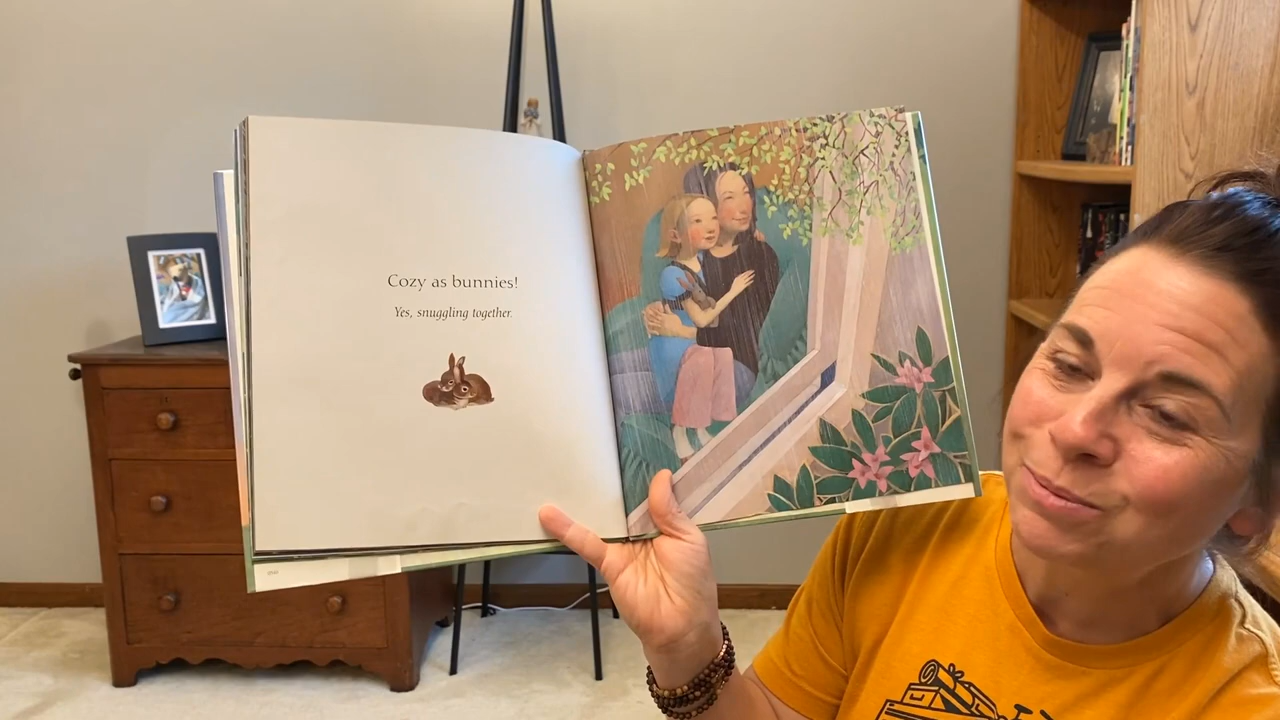 Cozy as bunnies!
Yes, snuggling together.